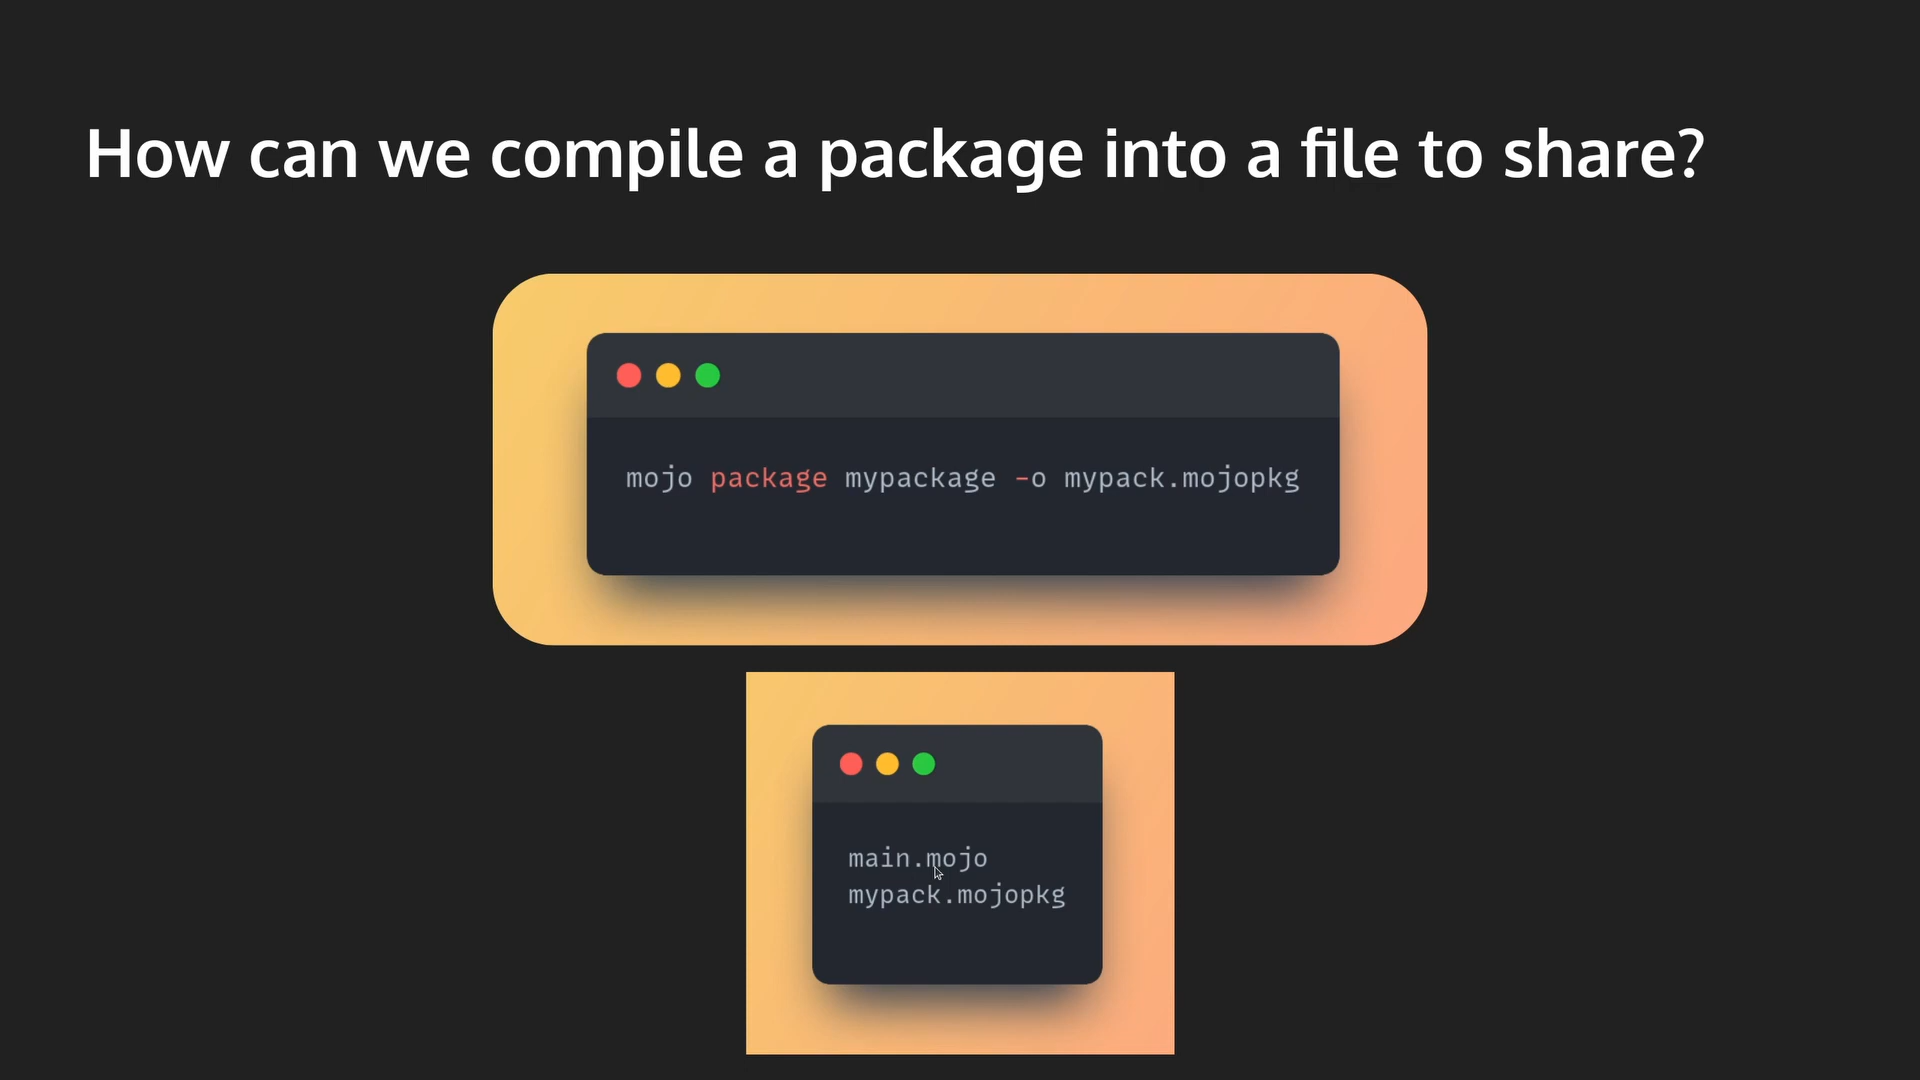 How can we compile a package into a file to share?
mojo package mypackage -o mypack.mojopkg
main.mojo
mypack.mojopkg